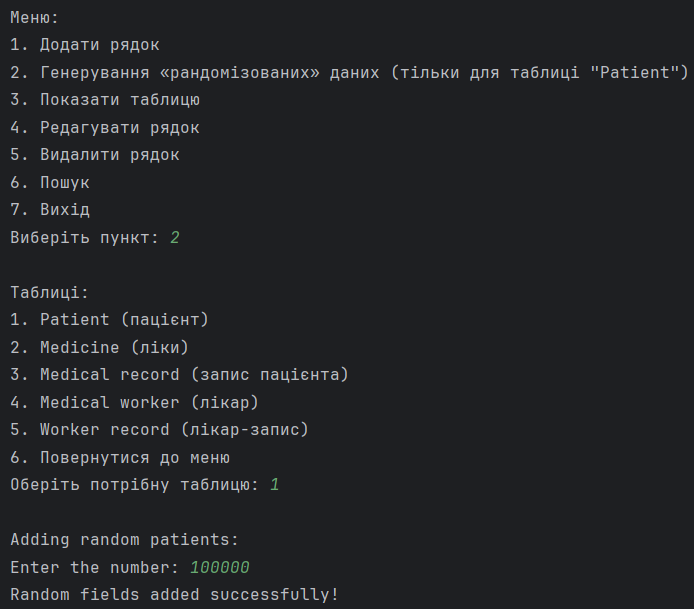 Меню:
1. Додати рядок
2. Генерування «рандомізованих» даних (тільки для таблиці "Patient")
3. Показати таблицю
4. Редагувати рядок
5. Видалити рядок
6. Пошук
7. Вихід
Виберіть пункт: 2
Таблиці:
1. Patient (пацієнт)
2. Medicine (ліки)
3. Medical record (запис пацієнта)
4. Medical worker (лікар)
5. Worker record (лікар-запис)
6. Повернутися до меню
Оберіть потрібну таблицю: 1
Adding random patients:
Enter the number: 100000
Random fields added successfully!